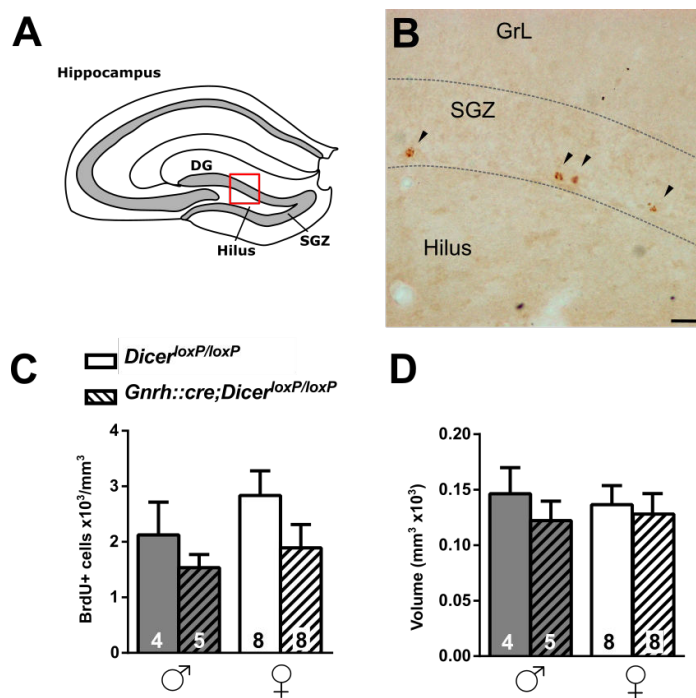 A
Hippocampus
DG
Hilus
SGZ
B
GrL
SGZ
Hilus
C
Dicer^loxP/loxP
Gnrh::cre;Dicer^loxP/loxP
BrdU+ cells x10³/mm³
4
3
2
1
0
4
5
8
8
♂
♀
D
Volume (mm³ x10³)
0.20
0.15
0.10
0.05
0.00
4
5
8
8
♂
♀